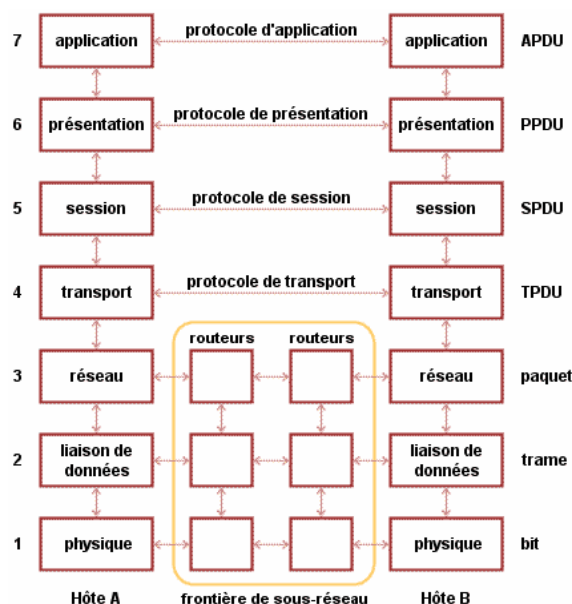 7 application protocole d'application application APDU
6 présentation protocole de présentation présentation PPDU
5 session protocole de session session SPDU
4 transport protocole de transport transport TPDU
routeurs routeurs
3 réseau réseau paquet
2 liaison de données liaison de données trame
1 physique physique bit
Hôte A frontière de sous-réseau Hôte B